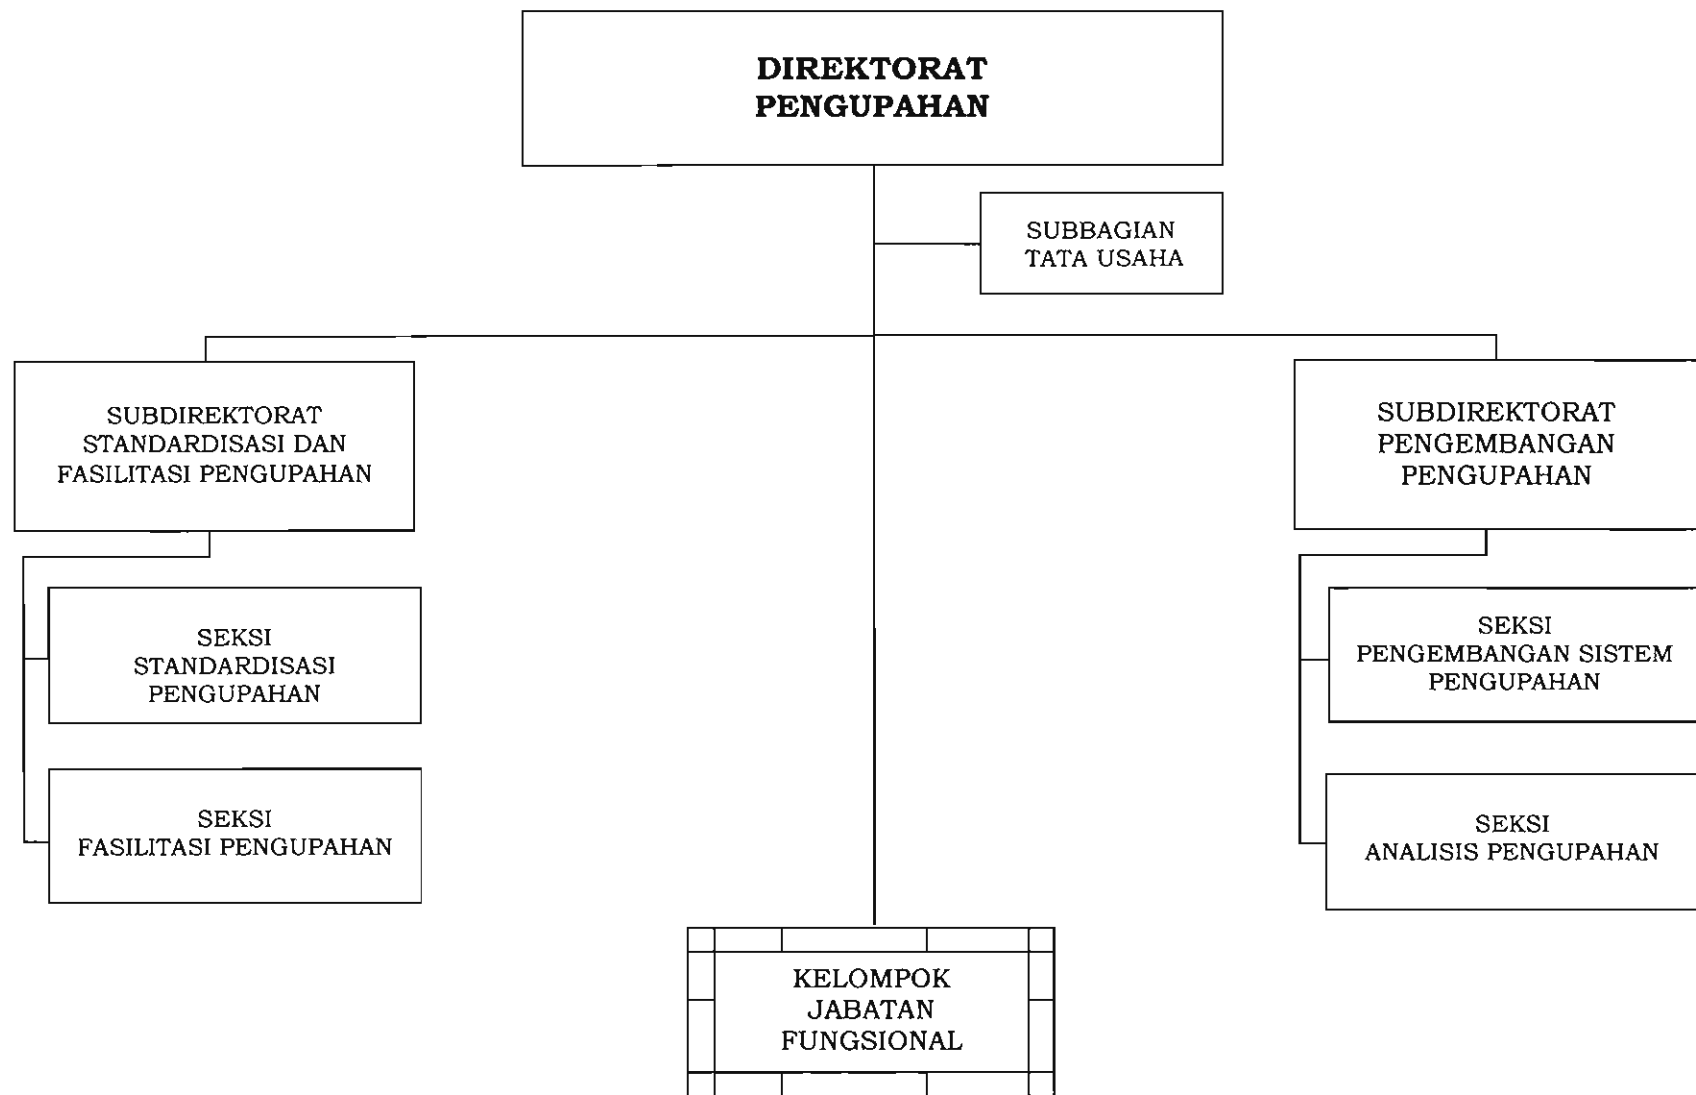 DIREKTORAT
PENGUPAHAN
SUBBAGIAN
TATA USAHA
SUBDIREKTORAT
STANDARDISASI DAN
FASILITASI PENGUPAHAN
SUBDIREKTORAT
PENGEMBANGAN
PENGUPAHAN
SEKSI
STANDARDISASI
PENGUPAHAN
SEKSI
PENGEMBANGAN SISTEM
PENGUPAHAN
SEKSI
FASILITASI PENGUPAHAN
SEKSI
ANALISIS PENGUPAHAN
KELOMPOK
JABATAN
FUNGSIONAL